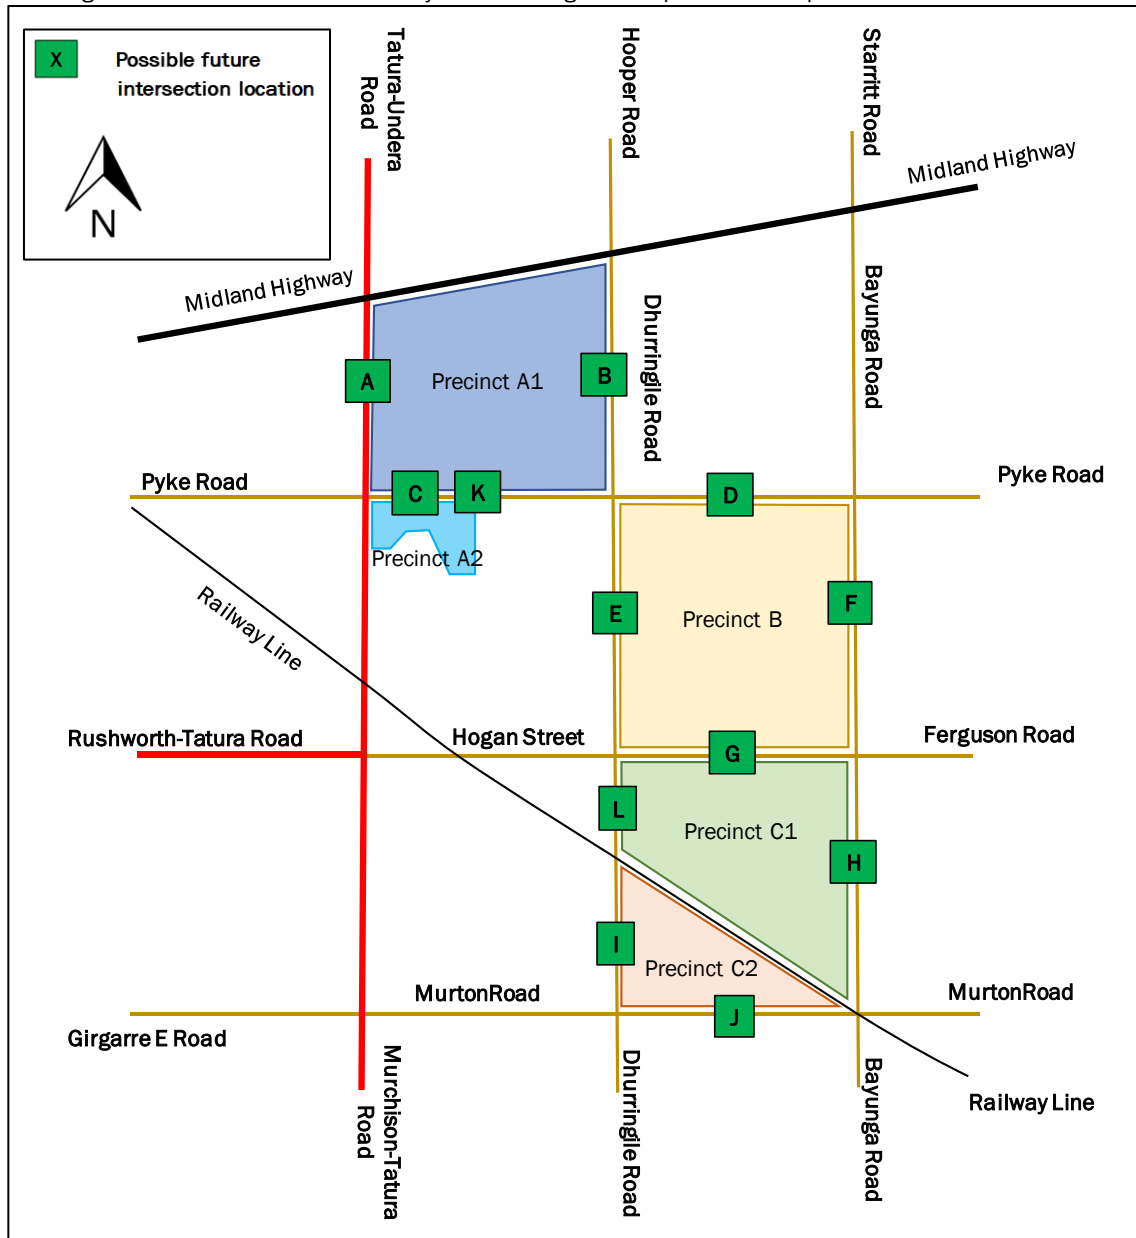 X
Possible future
intersection location
N
Tatura-Undera
Road
Hooper Road
Starritt Road
Midland Highway
Midland Highway
Dhurringile Road
Bayunga Road
A
Precinct A1
B
Pyke Road
C
K
D
Pyke Road
Precinct A2
Railway Line
E
Precinct B
F
Rushworth-Tatura Road
Hogan Street
G
Ferguson Road
L
Precinct C1
H
I
Precinct C2
MurtonRoad
J
MurtonRoad
Girgarre E Road
Murchison-Tatura
Road
Dhurringile Road
Bayunga Road
Railway Line